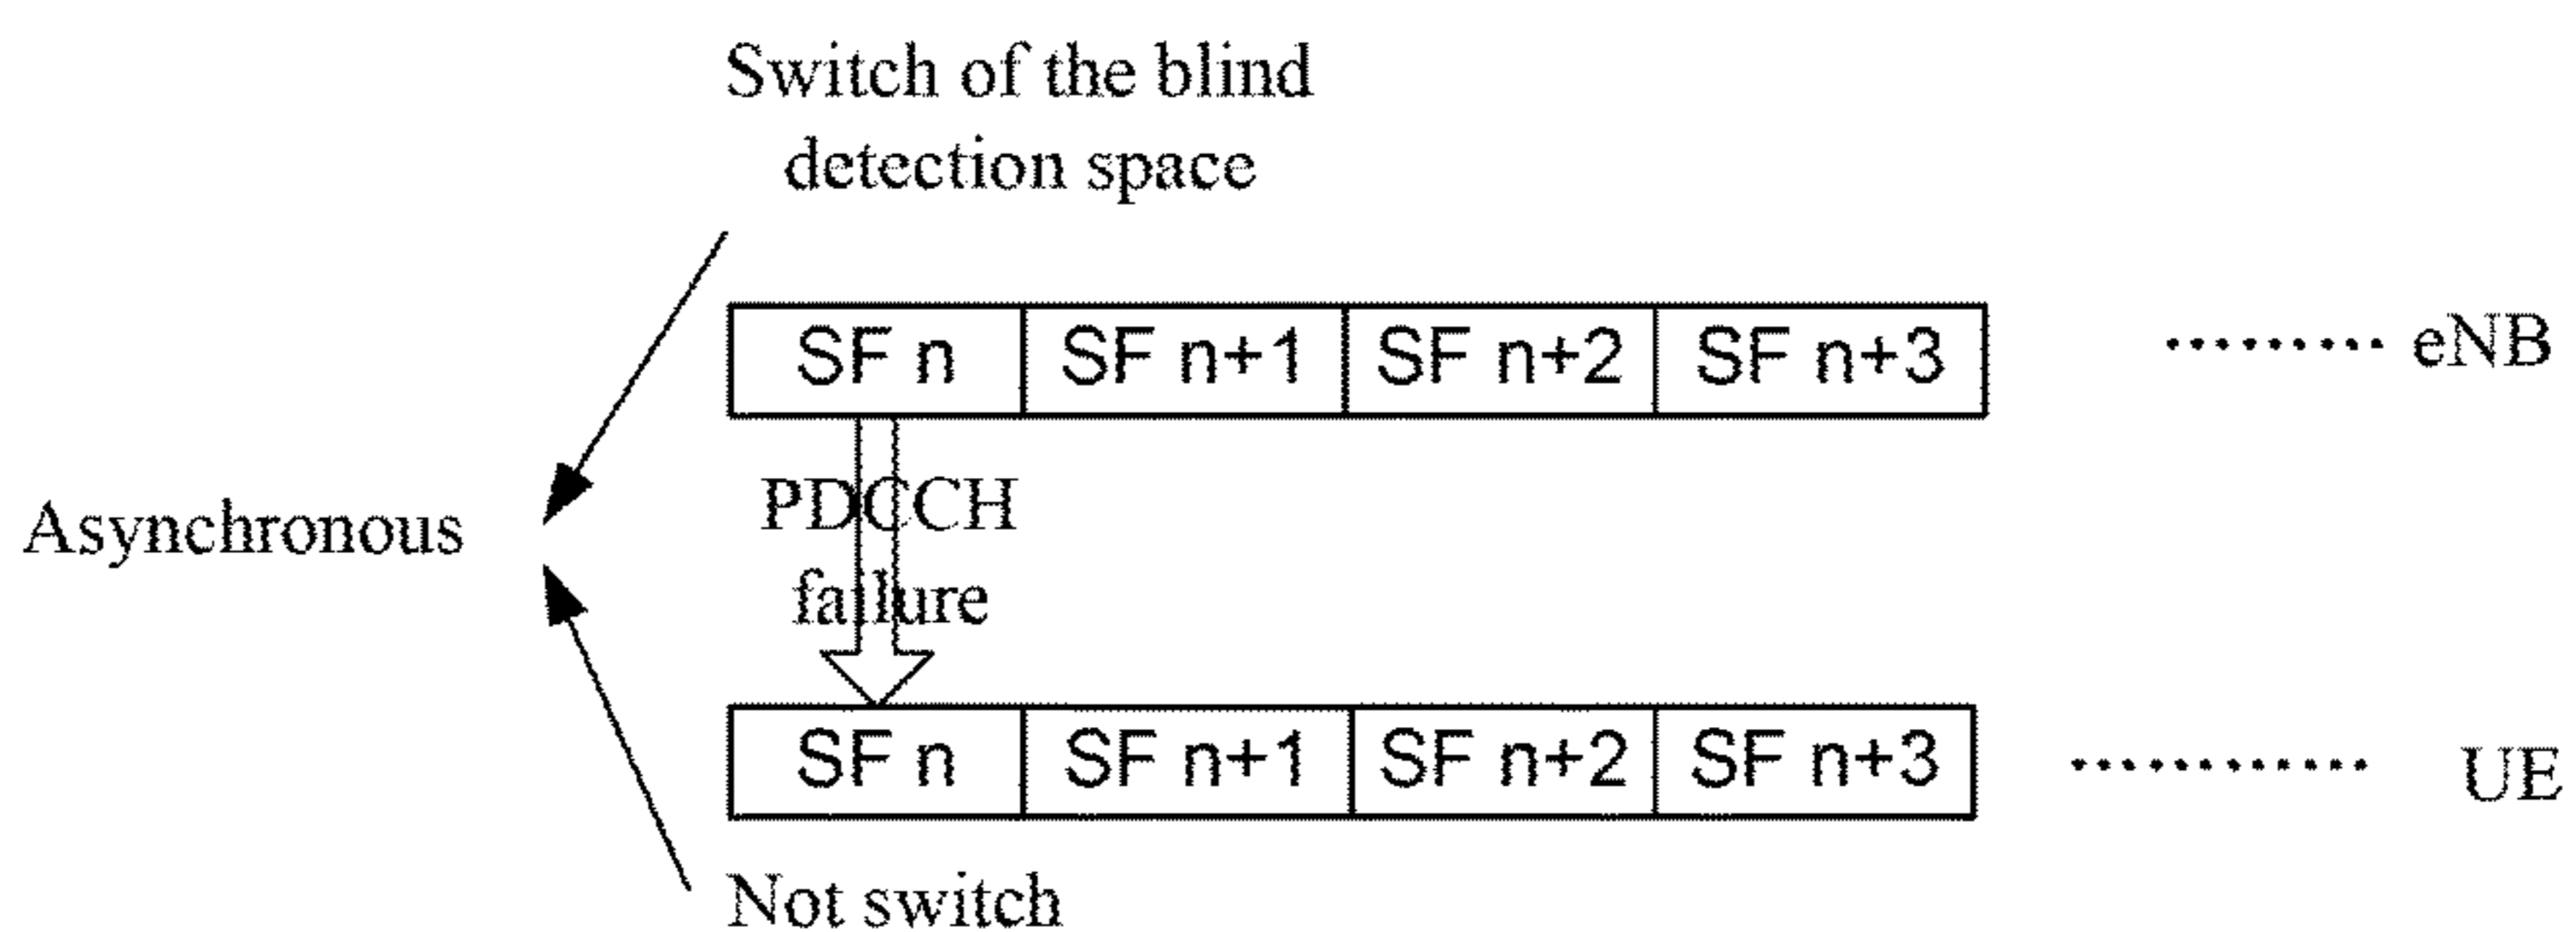 Switch of the blind
detection space
SF n SF n+1 SF n+2 SF n+3 ......... eNB
PDCCH
Asynchronous
failure
SF n SF n+1 SF n+2 SF n+3 ............ UE
Not switch